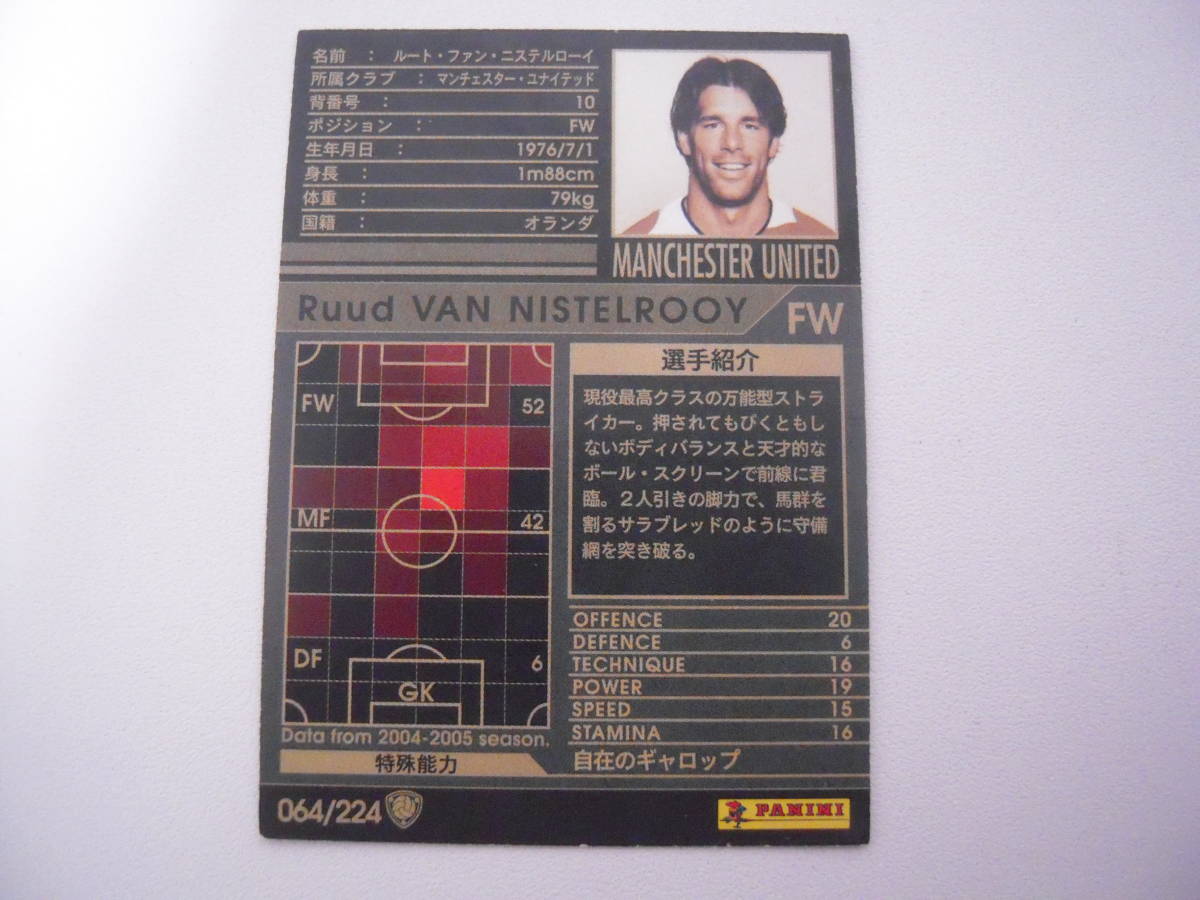 名前 : ルート・ファン・ニステルローイ
所属クラブ : マンチェスター・ユナイテッド
背番号 : 10
ポジション : FW
生年月日 : 1976/7/1
身長 : 1m88cm
体重 : 79kg
国籍 : オランダ
MANCHESTER UNITED
Ruud VAN NISTELROOY
FW
FW 52
MF 42
DF 6
GK
Data from 2004-2005 season.
選手紹介
現役最高クラスの万能型ストラ
イカー。押されてもびくともし
ないボディバランスと天才的な
ボール・スクリーンで前線に君
臨。２人引きの脚力で、馬群を
割るサラブレッドのように守備
網を突き破る。
OFFENCE 20
DEFENCE 6
TECHNIQUE 16
POWER 19
SPEED 15
STAMINA 16
特殊能力 自在のギャロップ
064/224
PANINI